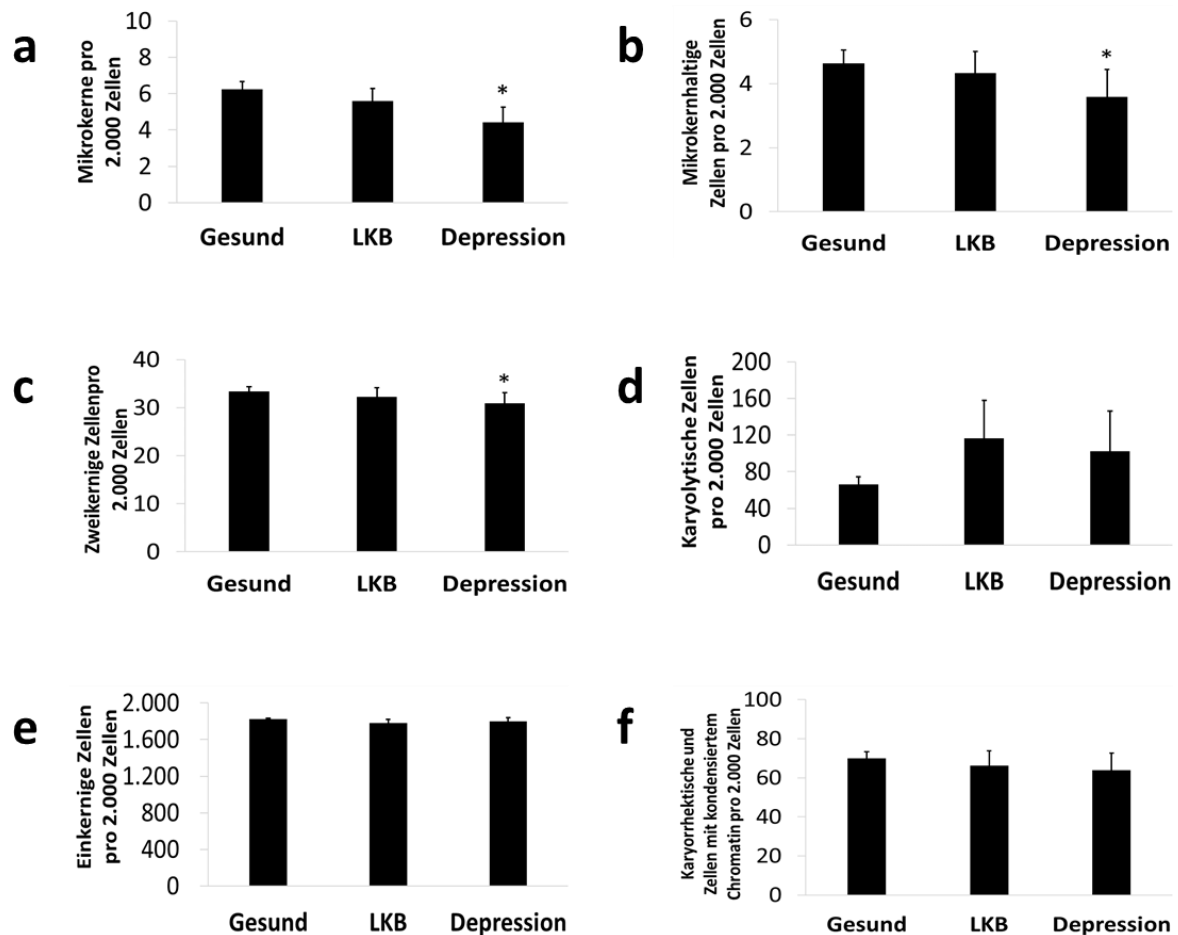 a
Mikrokerne pro
2.000 Zellen
10
8
6
4
2
0
*
Gesund LKB Depression
b
Mikrokernhaltige
Zellen pro 2.000 Zellen
6
4
2
0
*
Gesund LKB Depression
c
Zweikernige Zellenpro
2.000 Zellen
40
30
20
10
0
*
Gesund LKB Depression
d
Karyolytische Zellen
pro 2.000 Zellen
200
160
120
80
40
0
Gesund LKB Depression
e
Einkernige Zellen
pro 2.000 Zellen
2.000
1.600
1.200
800
400
0
Gesund LKB Depression
f
Karyorrhektische und
Zellen mit kondensiertem
Chromatin pro 2.000 Zellen
100
80
60
40
20
0
Gesund LKB Depression